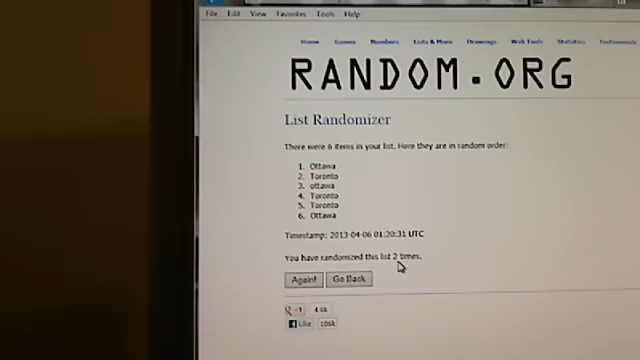 File Edit View Favorites Tools Help
Home Games Numbers Lists & More Drawings Web Tools Statistics Testimonials
RANDOM.ORG
List Randomizer
There were 6 items in your list. Here they are in random order:
1. Ottawa
2. Toronto
3. ottawa
4. Toronto
5. Toronto
6. Ottawa
Timestamp: 2013-04-06 01:20:31 UTC
You have randomized this list 2 times.
Again! Go Back
+1
Like 106k